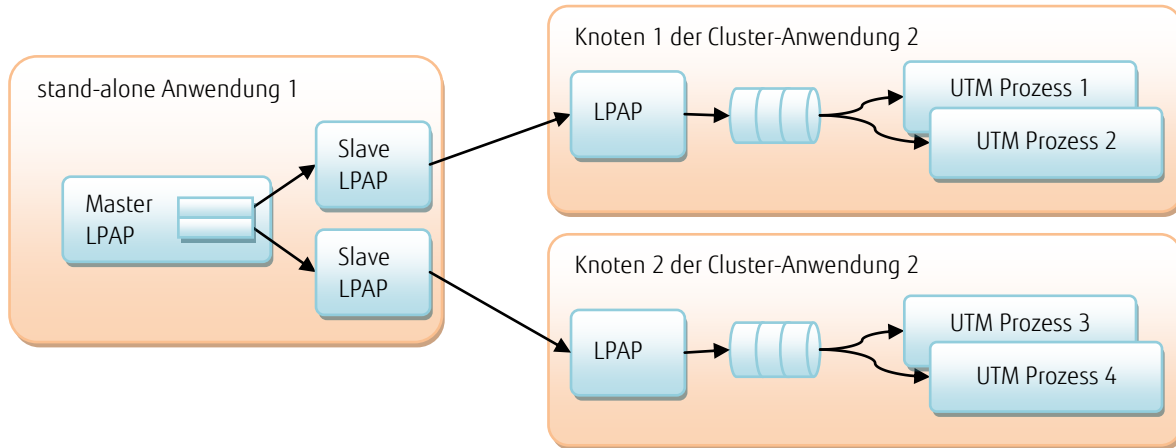 stand-alone Anwendung 1
Master
LPAP
Slave
LPAP
Slave
LPAP
Knoten 1 der Cluster-Anwendung 2
LPAP
UTM Prozess 1
UTM Prozess 2
Knoten 2 der Cluster-Anwendung 2
LPAP
UTM Prozess 3
UTM Prozess 4